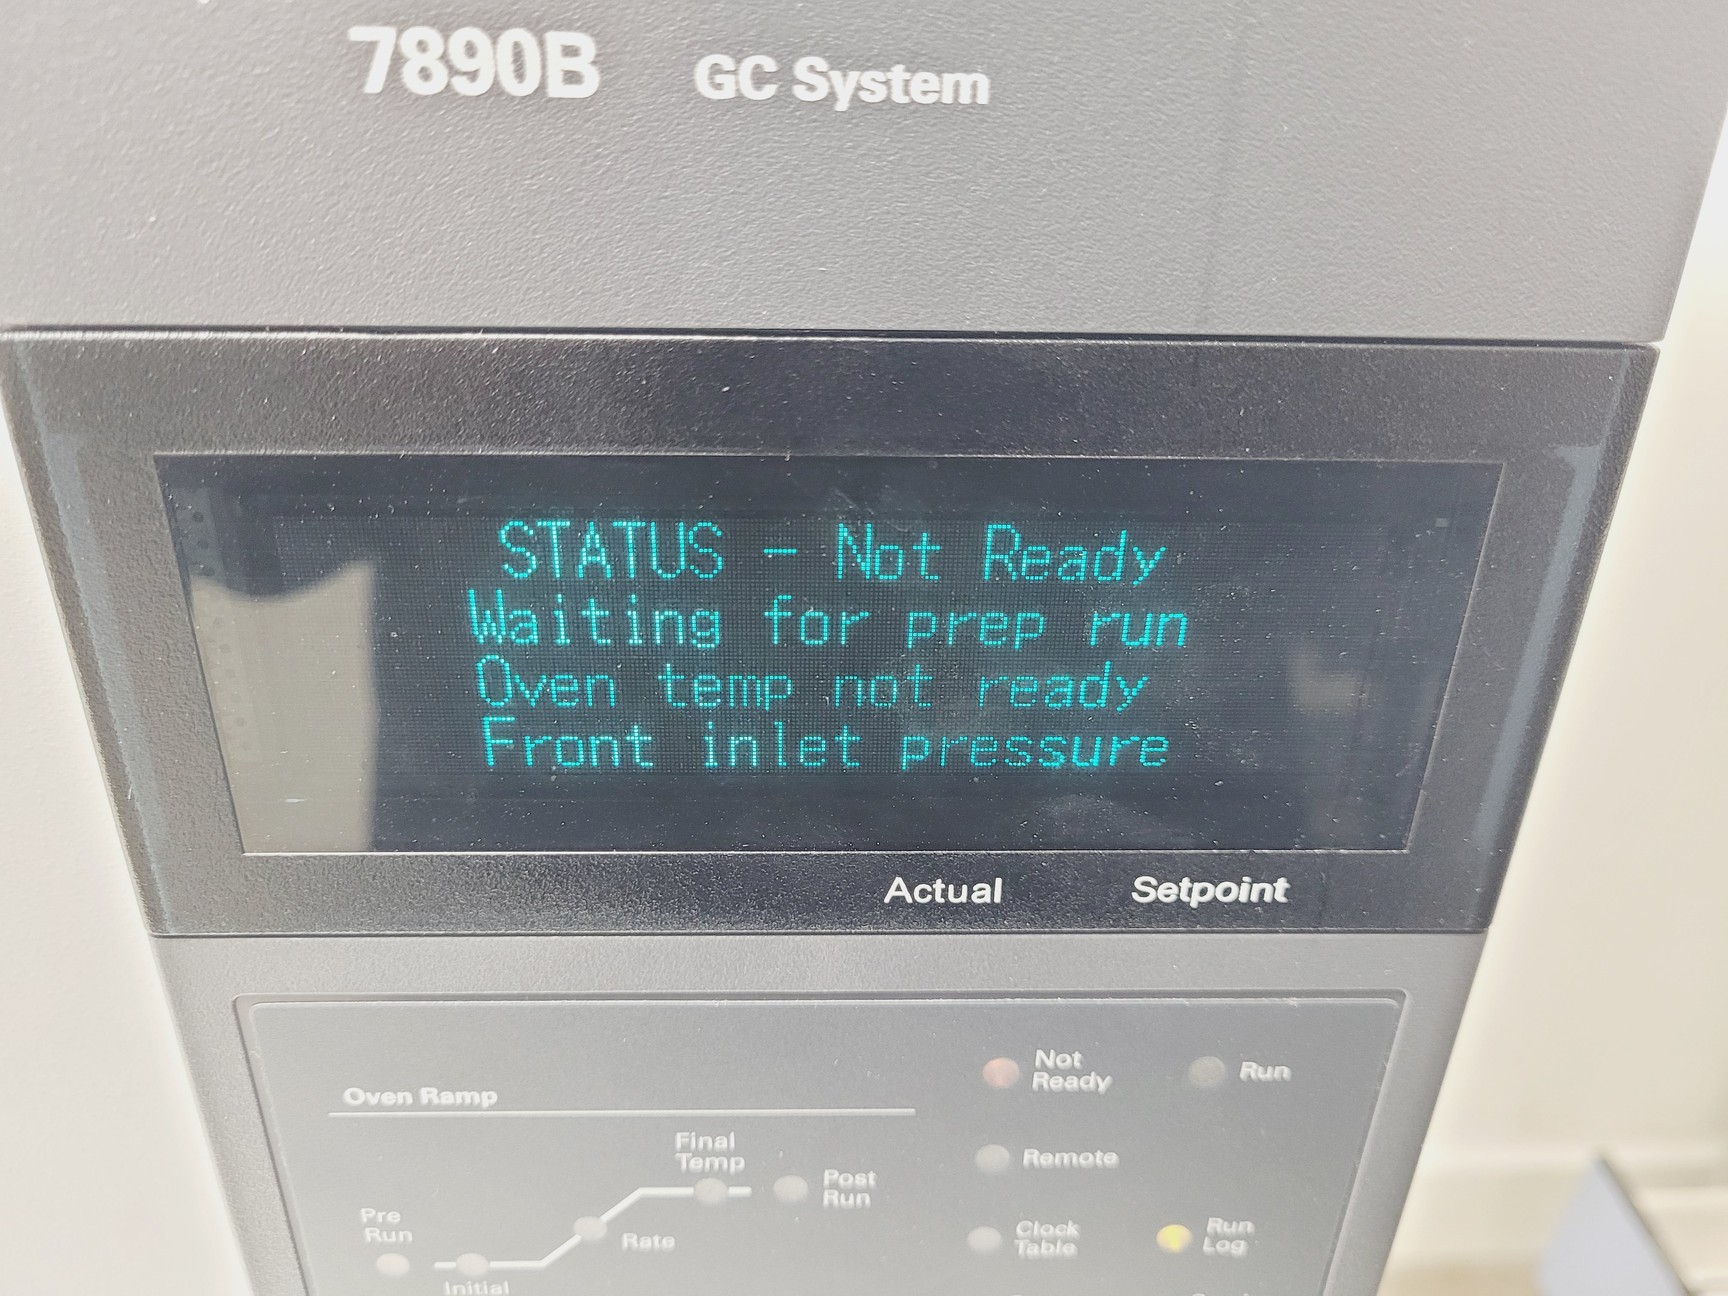 7890B GC System
STATUS - Not Ready
Waiting for prep run
Oven temp not ready
Front inlet pressure
Actual Setpoint
Oven Ramp
Not
Ready
Run
Remote
Final
Temp
Post
Run
Pre
Run
Rate
Initial
Clock
Table
Run
Log